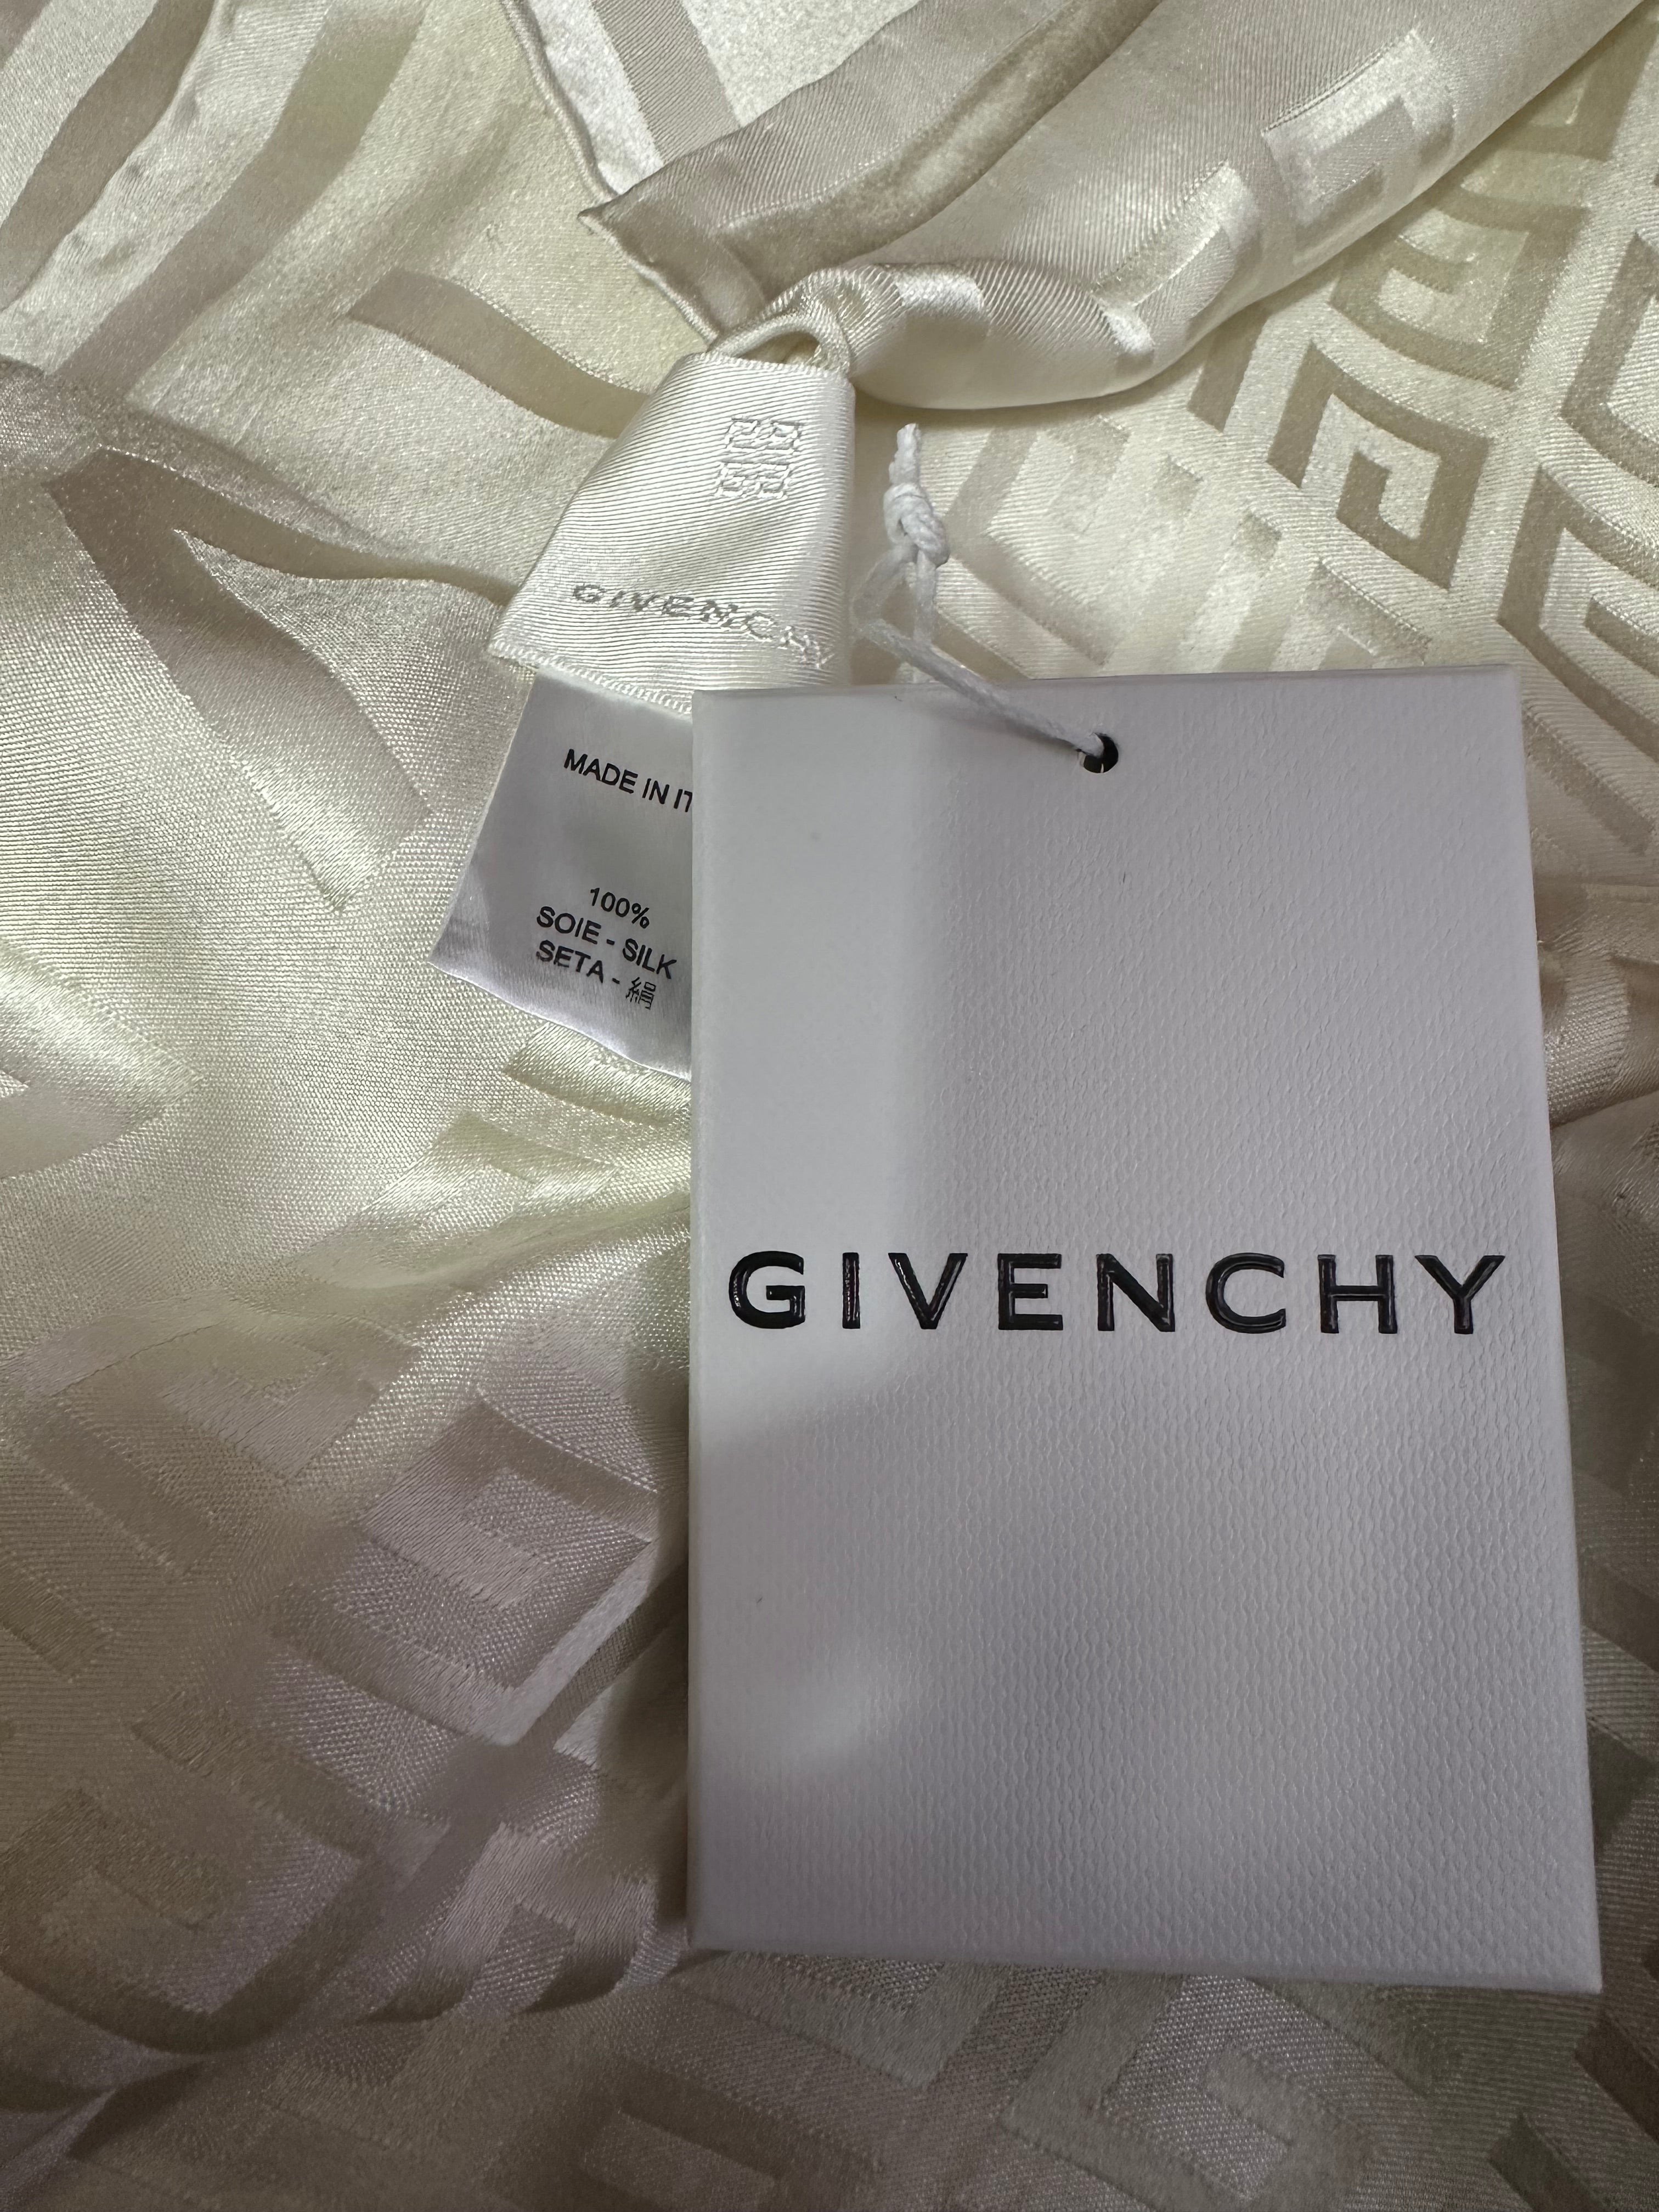 GIVENCHY
MADE IN IT
100%
SOIE - SILK
SETA - 絹
GIVENCHY